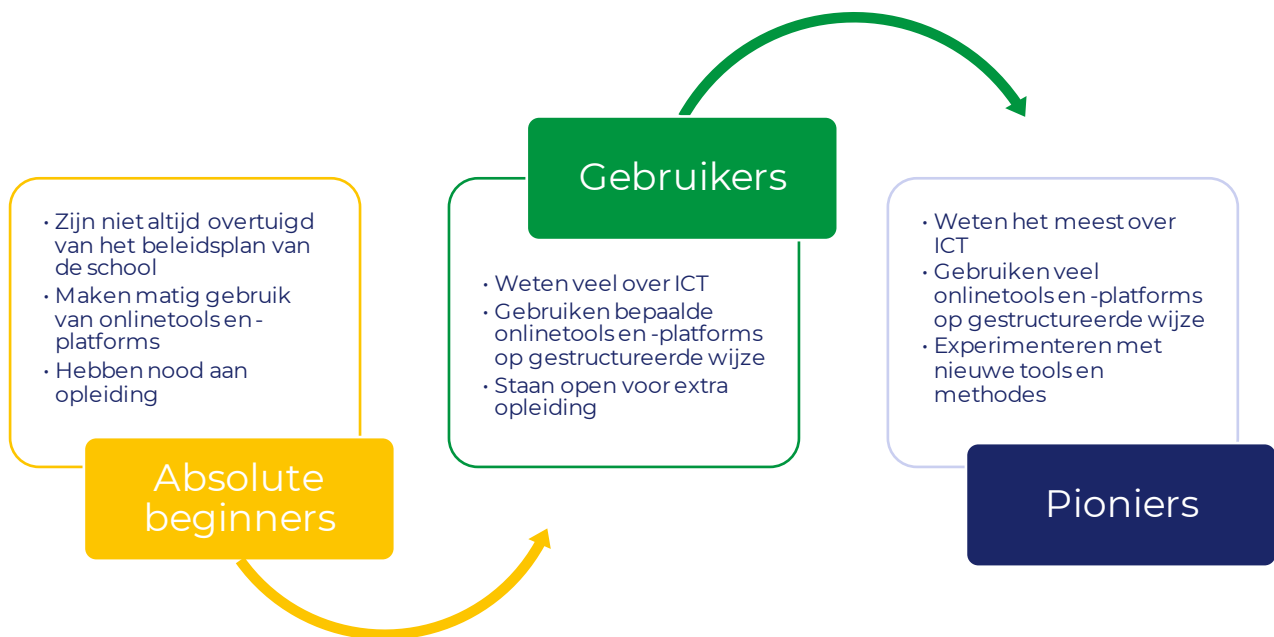 · Zijn niet altijd overtuigd
van het beleidsplan van
de school
· Maken matig gebruik
van onlinetools en -
platforms
· Hebben nood aan
opleiding
Absolute
beginners
Gebruikers
· Weten veel over ICT
· Gebruiken bepaalde
onlinetools en -platforms
op gestructureerde wijze
· Staan open voor extra
opleiding
· Weten het meest over
ICT
· Gebruiken veel
onlinetools en -platforms
op gestructureerde wijze
· Experimenteren met
nieuwe tools en
methodes
Pioniers